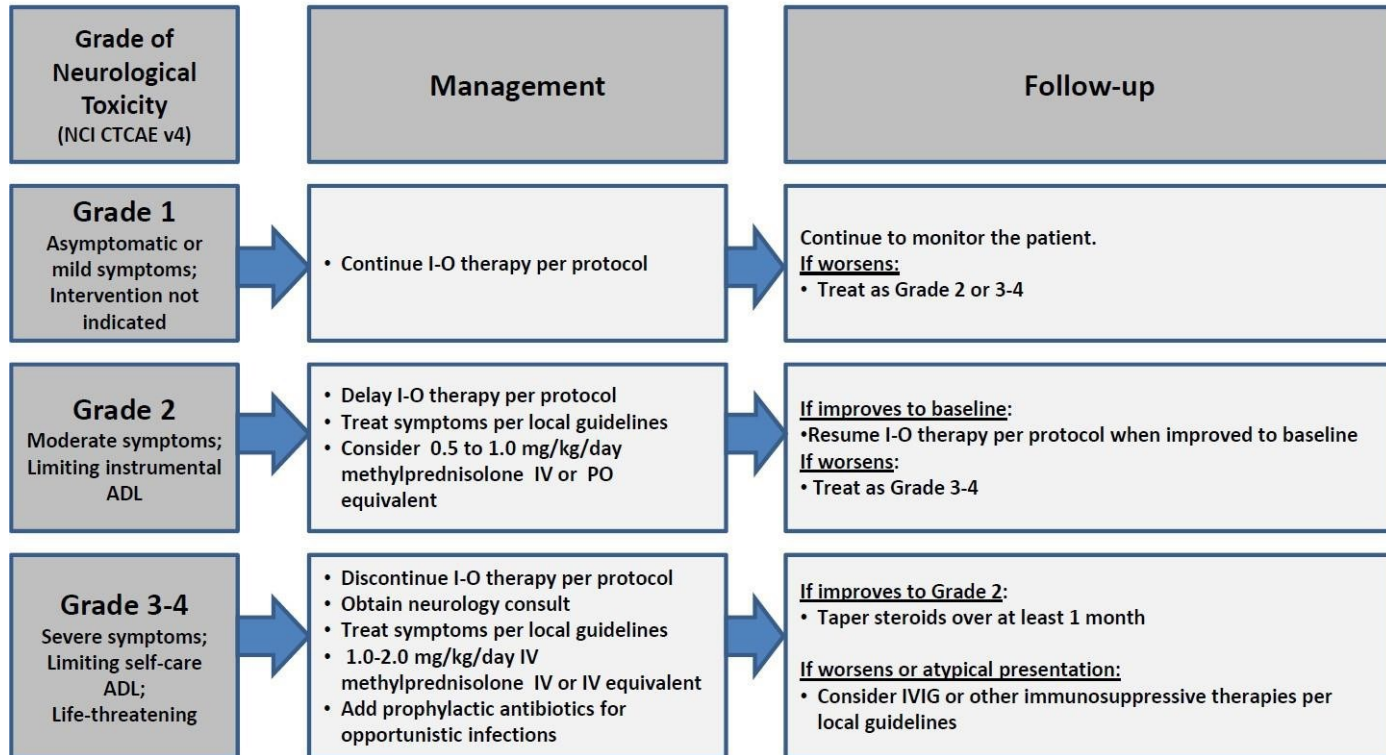 Grade of
Neurological
Toxicity
(NCI CTCAE v4)
Management
Follow-up
Grade 1
Asymptomatic or
mild symptoms;
Intervention not
indicated
• Continue I-O therapy per protocol
Continue to monitor the patient.
If worsens:
• Treat as Grade 2 or 3-4
Grade 2
Moderate symptoms;
Limiting instrumental
ADL
• Delay I-O therapy per protocol
• Treat symptoms per local guidelines
• Consider 0.5 to 1.0 mg/kg/day
methylprednisolone IV or PO
equivalent
If improves to baseline:
•Resume I-O therapy per protocol when improved to baseline
If worsens:
• Treat as Grade 3-4
Grade 3-4
Severe symptoms;
Limiting self-care
ADL;
Life-threatening
• Discontinue I-O therapy per protocol
• Obtain neurology consult
• Treat symptoms per local guidelines
• 1.0-2.0 mg/kg/day IV
methylprednisolone IV or IV equivalent
• Add prophylactic antibiotics for
opportunistic infections
If improves to Grade 2:
• Taper steroids over at least 1 month
If worsens or atypical presentation:
• Consider IVIG or other immunosuppressive therapies per
local guidelines